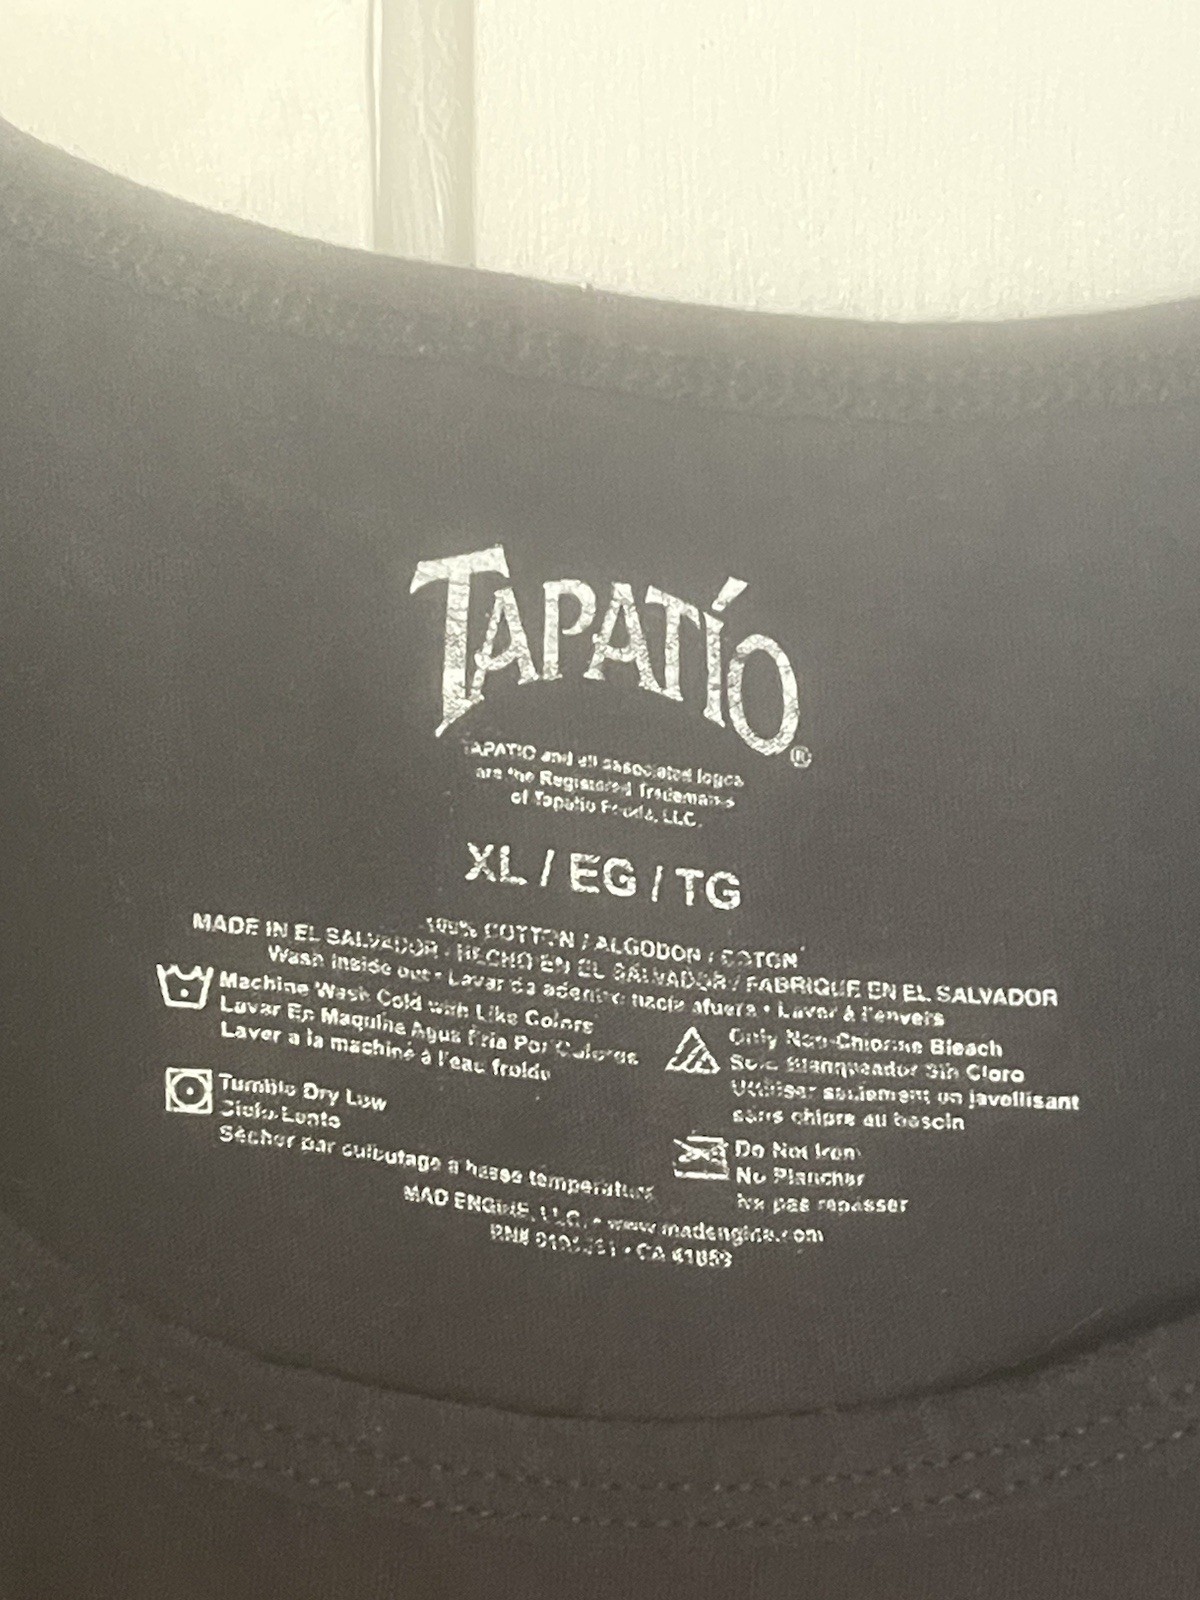 TAPATÍO®
TAPATIO and all associated logos
are the Registered Trademarks
of Tapatio Foods, LLC.
XL / EG / TG
100% COTTON / ALGODON / COTON
MADE IN EL SALVADOR · HECHO EN EL SALVADOR / FABRIQUE EN EL SALVADOR
Wash inside out • Lavar de adentro hacia afuera • Laver à l'envers
Machine Wash Cold with Like Colors
Lavar En Maquina Agua Fria Por Colores
Laver a la machine à l'eau froide
Only Non-Chlorine Bleach
Solo Blanqueador Sin Cloro
Utiliser seulement un javellisant
sans chlore au besoin
Tumble Dry Low
Ciclo Lento
Sécher par culbutage a basse temperature
Do Not Iron
No Planchar
Ne pas repasser
MAD ENGINE, LLC. • www.madengine.com
RN# • CA 41853